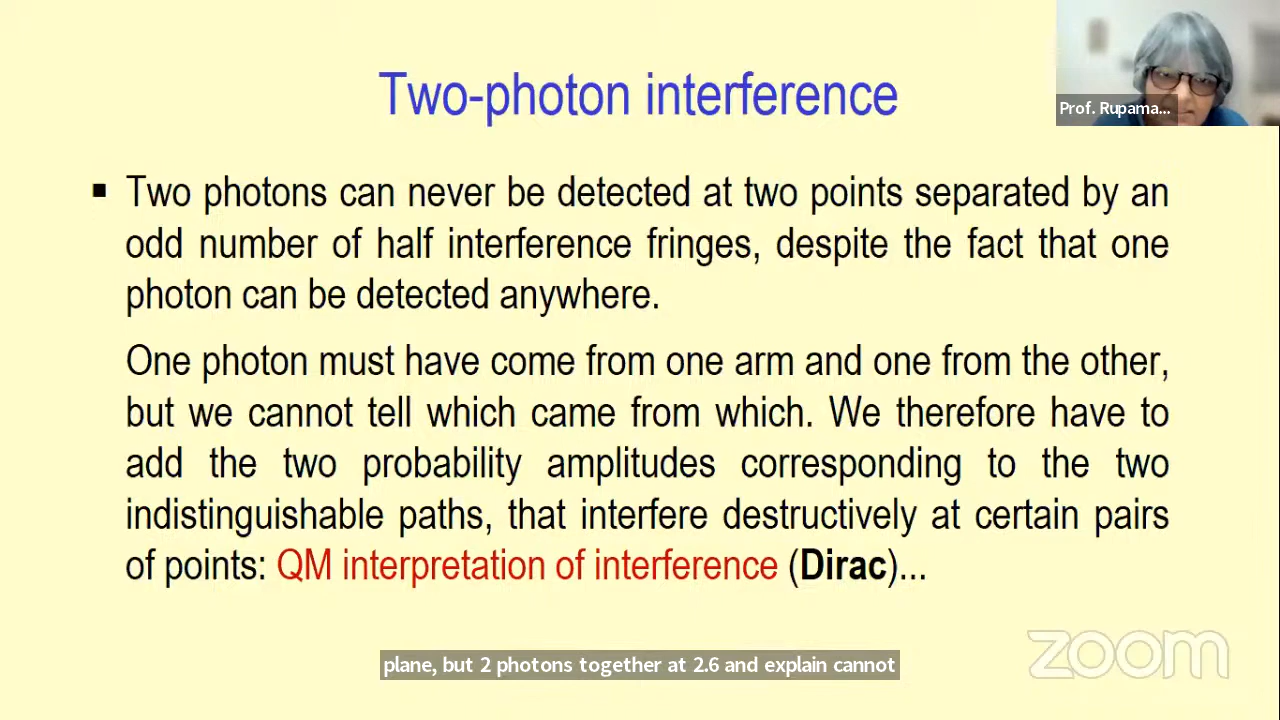 Two-photon interference
Prof. Rupama...
▪ Two photons can never be detected at two points separated by an
odd number of half interference fringes, despite the fact that one
photon can be detected anywhere.
One photon must have come from one arm and one from the other,
but we cannot tell which came from which. We therefore have to
add the two probability amplitudes corresponding to the two
indistinguishable paths, that interfere destructively at certain pairs
of points: QM interpretation of interference (Dirac)...
zoom
plane, but 2 photons together at 2.6 and explain cannot